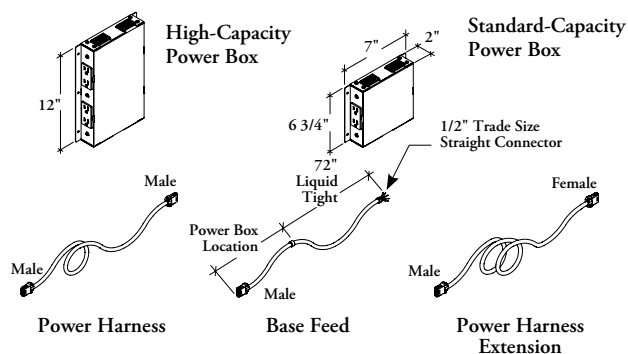 High-Capacity
Power Box
12"
7"
2"
Standard-Capacity
Power Box
6 3/4"
1/2" Trade Size
Straight Connector
72"
Liquid
Tight
Power Box
Location
Male
Male
Power Harness
Male
Base Feed
Female
Male
Power Harness
Extension